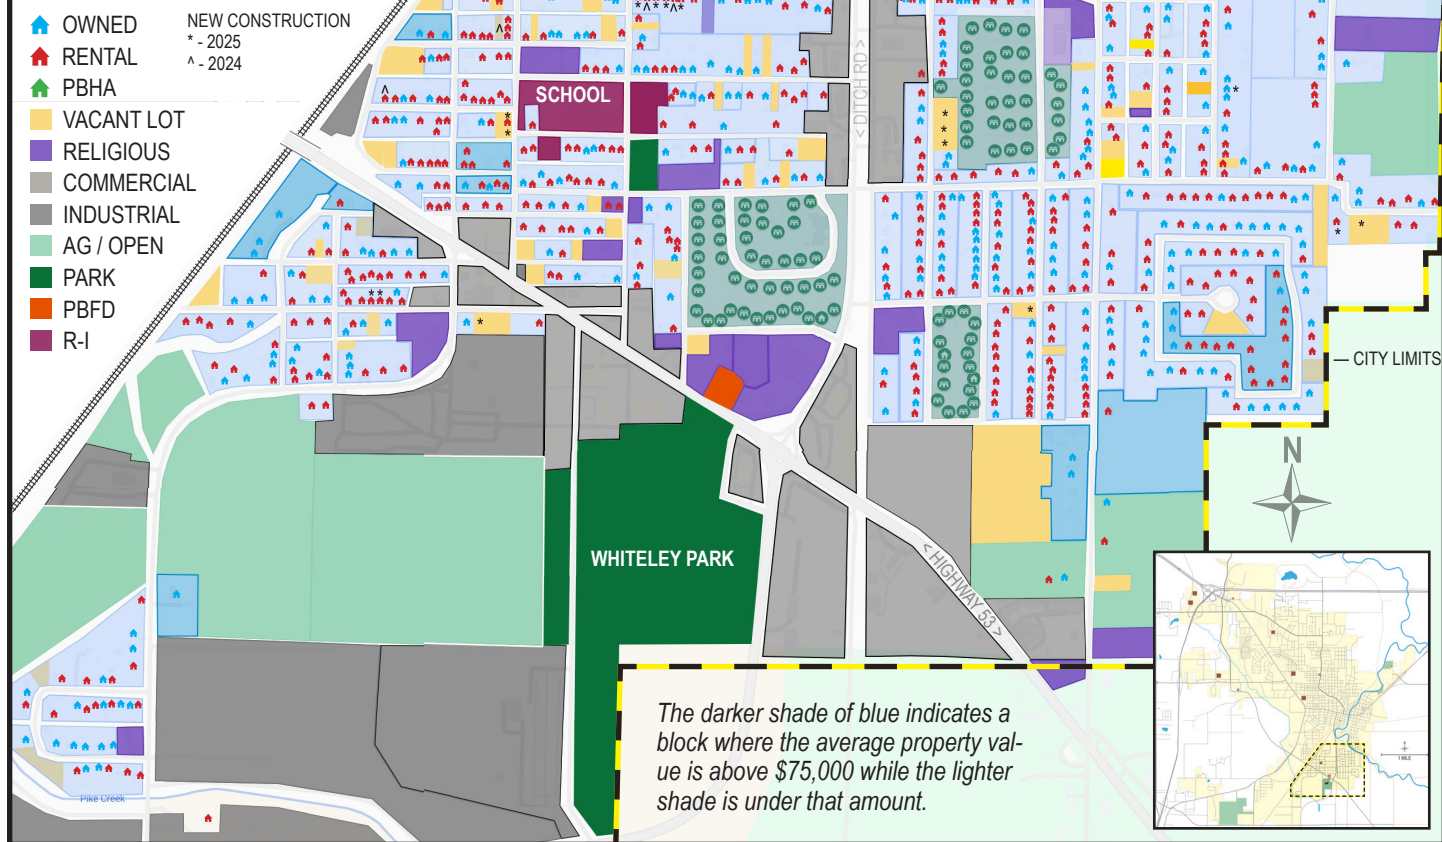 OWNED
RENTAL
PBHA
VACANT LOT
RELIGIOUS
COMMERCIAL
INDUSTRIAL
AG / OPEN
PARK
PBFD
R-I
NEW CONSTRUCTION
* - 2025
^ - 2024
SCHOOL
< DITCH RD >
— CITY LIMITS
N
WHITELEY PARK
< HIGHWAY 53 >
The darker shade of blue indicates a
block where the average property val-
ue is above $75,000 while the lighter
shade is under that amount.
Pike Creek
N
1 MILE